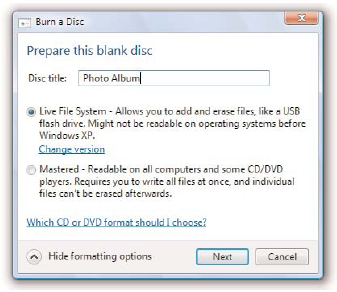 Burn a Disc
Prepare this blank disc
Disc title: Photo Album
Live File System - Allows you to add and erase files, like a USB
flash drive. Might not be readable on operating systems before
Windows XP.
Change version
Mastered - Readable on all computers and some CD/DVD
players. Requires you to write all files at once, and individual
files can't be erased afterwards.
Which CD or DVD format should I choose?
Hide formatting options Next Cancel